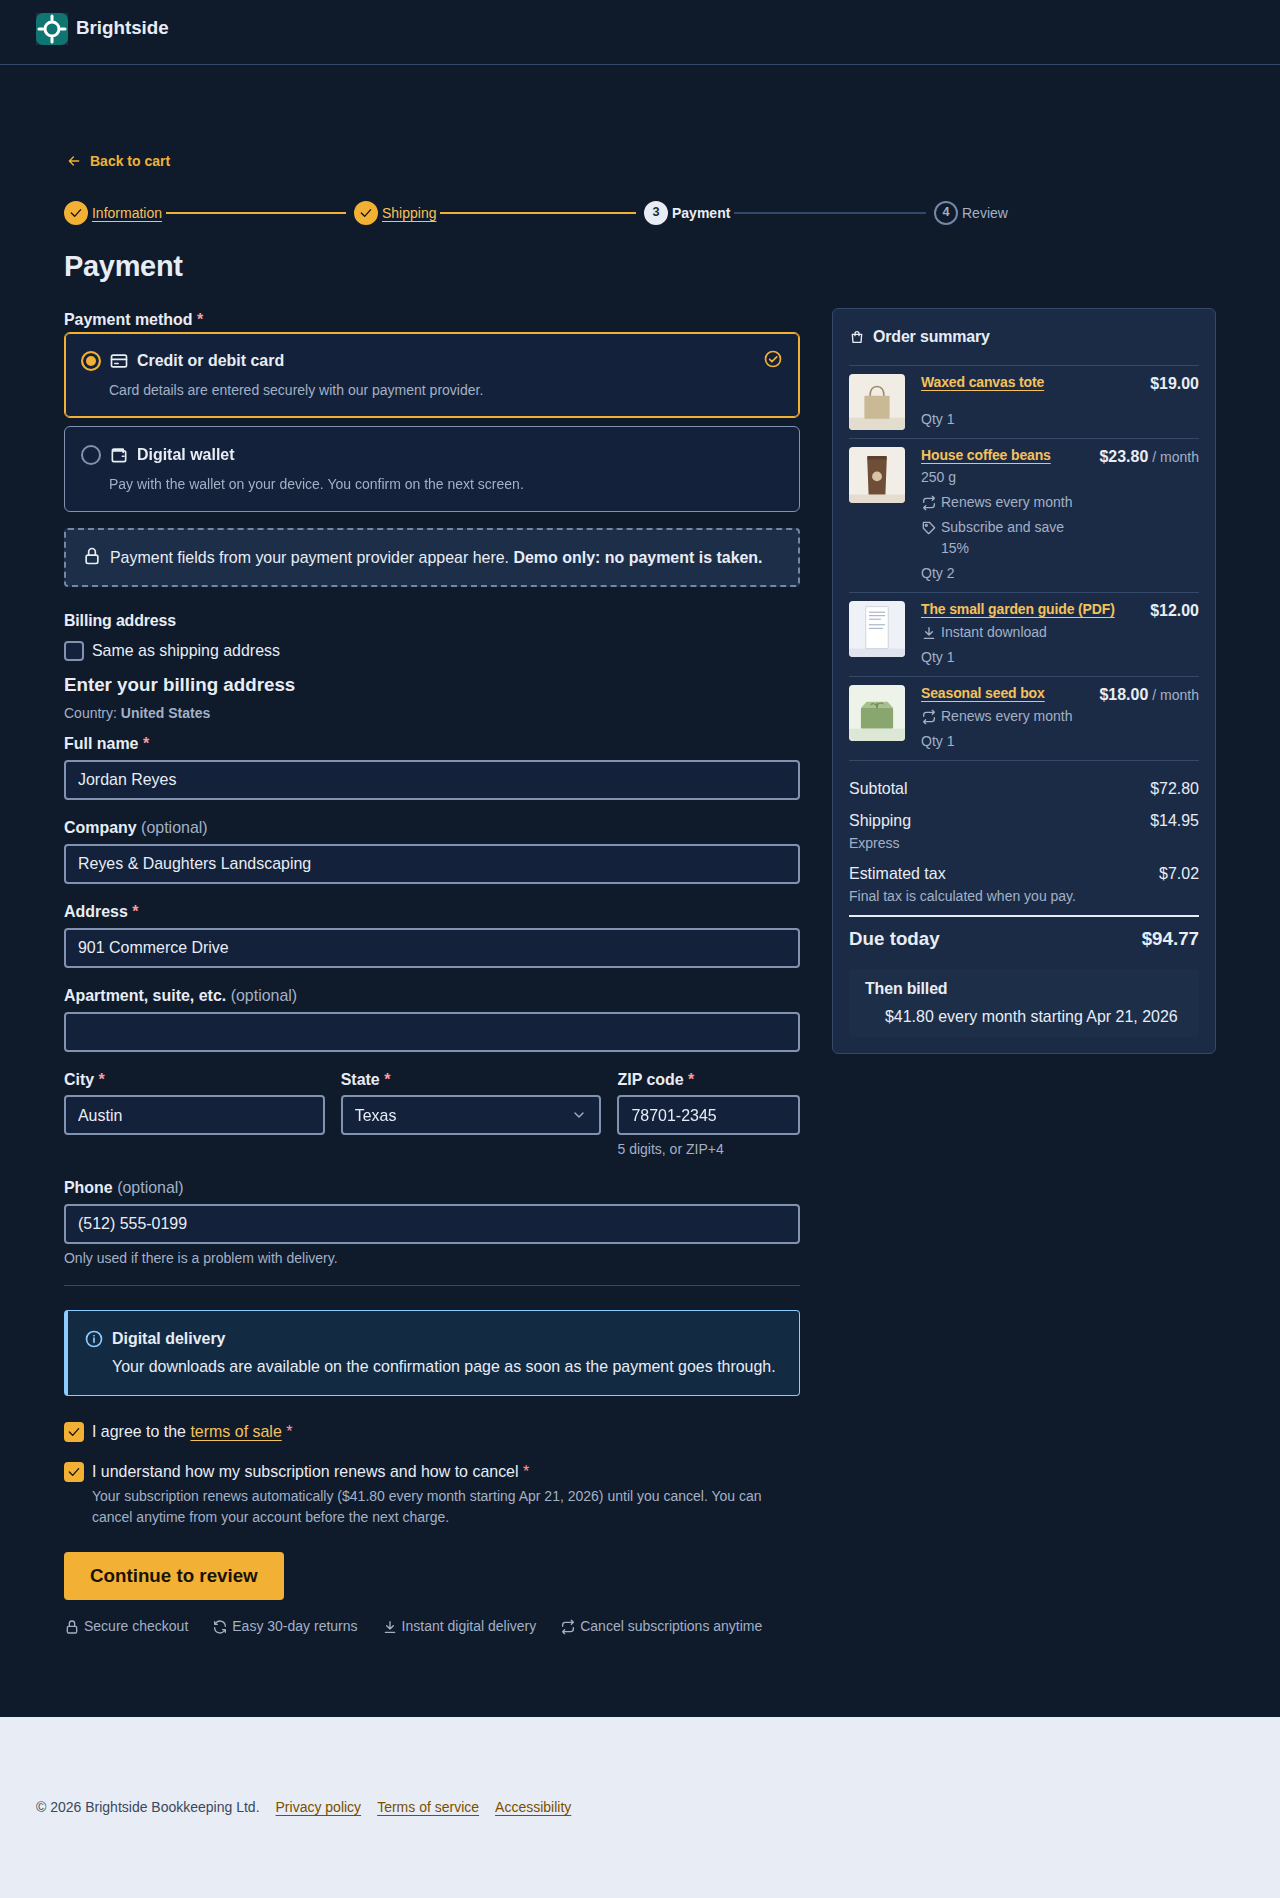 Brightside
Back to cart
Information
Shipping
3 Payment
4 Review
Payment
Payment method *
Credit or debit card
Card details are entered securely with our payment provider.
Digital wallet
Pay with the wallet on your device. You confirm on the next screen.
Payment fields from your payment provider appear here. Demo only: no payment is taken.
Billing address
Same as shipping address
Enter your billing address
Country: United States
Full name *
Jordan Reyes
Company (optional)
Reyes & Daughters Landscaping
Address *
901 Commerce Drive
Apartment, suite, etc. (optional)
City *
Austin
State *
Texas
ZIP code *
78701-2345
5 digits, or ZIP+4
Phone (optional)
(512) 555-0199
Only used if there is a problem with delivery.
Digital delivery
Your downloads are available on the confirmation page as soon as the payment goes through.
I agree to the terms of sale *
I understand how my subscription renews and how to cancel *
Your subscription renews automatically ($41.80 every month starting Apr 21, 2026) until you cancel. You can
cancel anytime from your account before the next charge.
Continue to review
Secure checkout
Easy 30-day returns
Instant digital delivery
Cancel subscriptions anytime
Order summary
Waxed canvas tote $19.00
Qty 1
House coffee beans $23.80 / month
250 g
Renews every month
Subscribe and save
15%
Qty 2
The small garden guide (PDF) $12.00
Instant download
Qty 1
Seasonal seed box $18.00 / month
Renews every month
Qty 1
Subtotal $72.80
Shipping $14.95
Express
Estimated tax $7.02
Final tax is calculated when you pay.
Due today $94.77
Then billed
$41.80 every month starting Apr 21, 2026
© 2026 Brightside Bookkeeping Ltd. Privacy policy Terms of service Accessibility